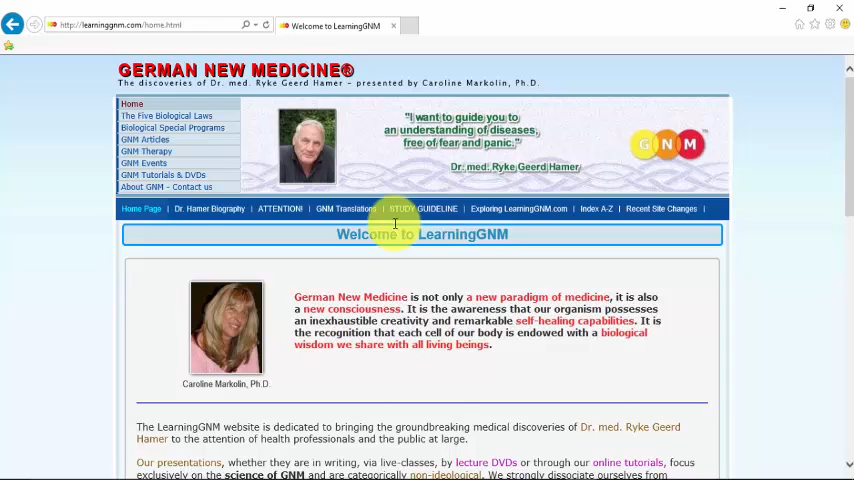 http://learninggnm.com/home.html
Welcome to LearningGNM
GERMAN NEW MEDICINE®
The discoveries of Dr. med. Ryke Geerd Hamer – presented by Caroline Markolin, Ph.D.
Home
The Five Biological Laws
Biological Special Programs
GNM Articles
GNM Therapy
GNM Events
GNM Tutorials & DVDs
About GNM - Contact us
"I want to guide you to
an understanding of diseases,
free of fear and panic."
Dr. med. Ryke Geerd Hamer
GNM™
Home Page | Dr. Hamer Biography | ATTENTION! | GNM Translations | STUDY GUIDELINE | Exploring LearningGNM.com | Index A-Z | Recent Site Changes |
Welcome to LearningGNM
German New Medicine is not only a new paradigm of medicine, it is also
a new consciousness. It is the awareness that our organism possesses
an inexhaustible creativity and remarkable self-healing capabilities. It is
the recognition that each cell of our body is endowed with a biological
wisdom we share with all living beings.
Caroline Markolin, Ph.D.
The LearningGNM website is dedicated to bringing the groundbreaking medical discoveries of Dr. med. Ryke Geerd
Hamer to the attention of health professionals and the public at large.
Our presentations, whether they are in writing, via live-classes, by lecture DVDs or through our online tutorials, focus
exclusively on the science of GNM and are categorically non-ideological. We strongly dissociate ourselves from